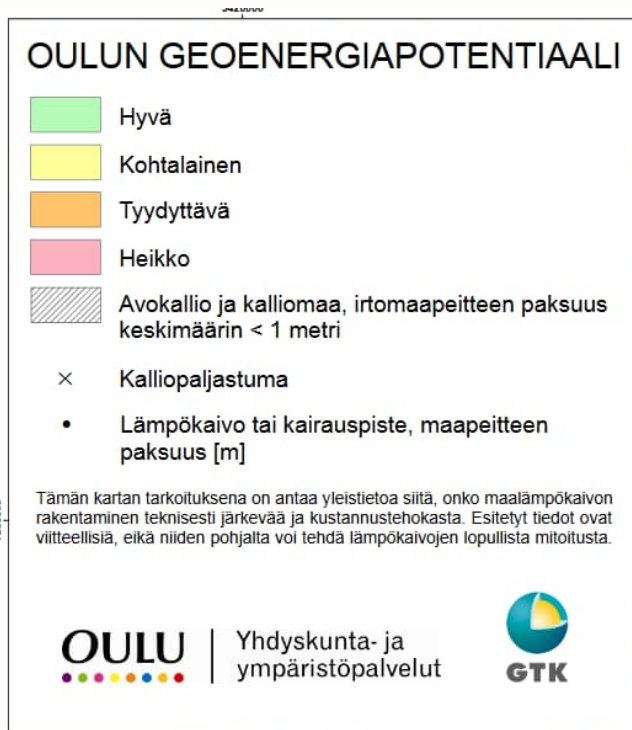 OULUN GEOENERGIAPOTENTIAALI
Hyvä
Kohtalainen
Tyydyttävä
Heikko
Avokallio ja kalliomaa, irtomaapeitteen paksuus
keskimäärin < 1 metri
Kalliopaljastuma
Lämpökaivo tai kairauspiste, maapeitteen
paksuus [m]
Tämän kartan tarkoituksena on antaa yleistietoa siitä, onko maalämpökaivon
rakentaminen teknisesti järkevää ja kustannustehokasta. Esitetyt tiedot ovat
viitteellisiä, eikä niiden pohjalta voi tehdä lämpökaivojen lopullista mitoitusta.
OULU
Yhdyskunta- ja
ympäristöpalvelut
GTK